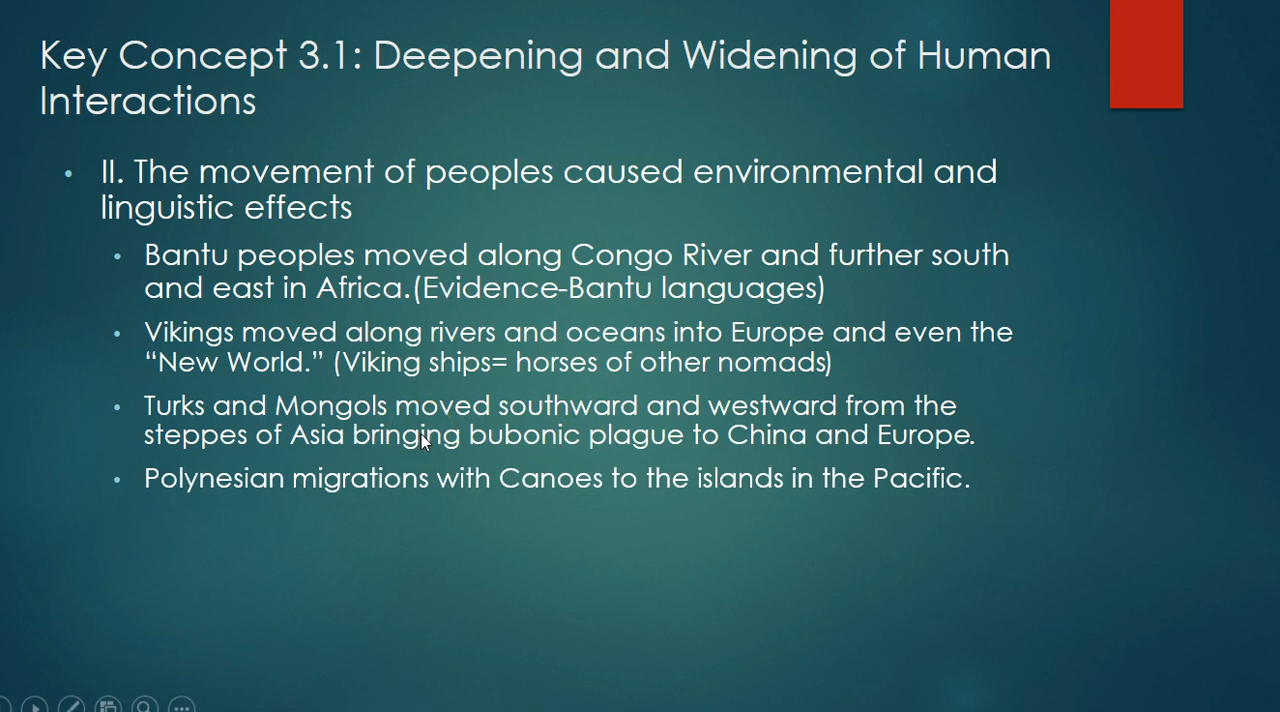 Key Concept 3.1: Deepening and Widening of Human
Interactions
• II. The movement of peoples caused environmental and
linguistic effects
• Bantu peoples moved along Congo River and further south
and east in Africa.(Evidence-Bantu languages)
• Vikings moved along rivers and oceans into Europe and even the
“New World.” (Viking ships= horses of other nomads)
• Turks and Mongols moved southward and westward from the
steppes of Asia bringing bubonic plague to China and Europe.
• Polynesian migrations with Canoes to the islands in the Pacific.